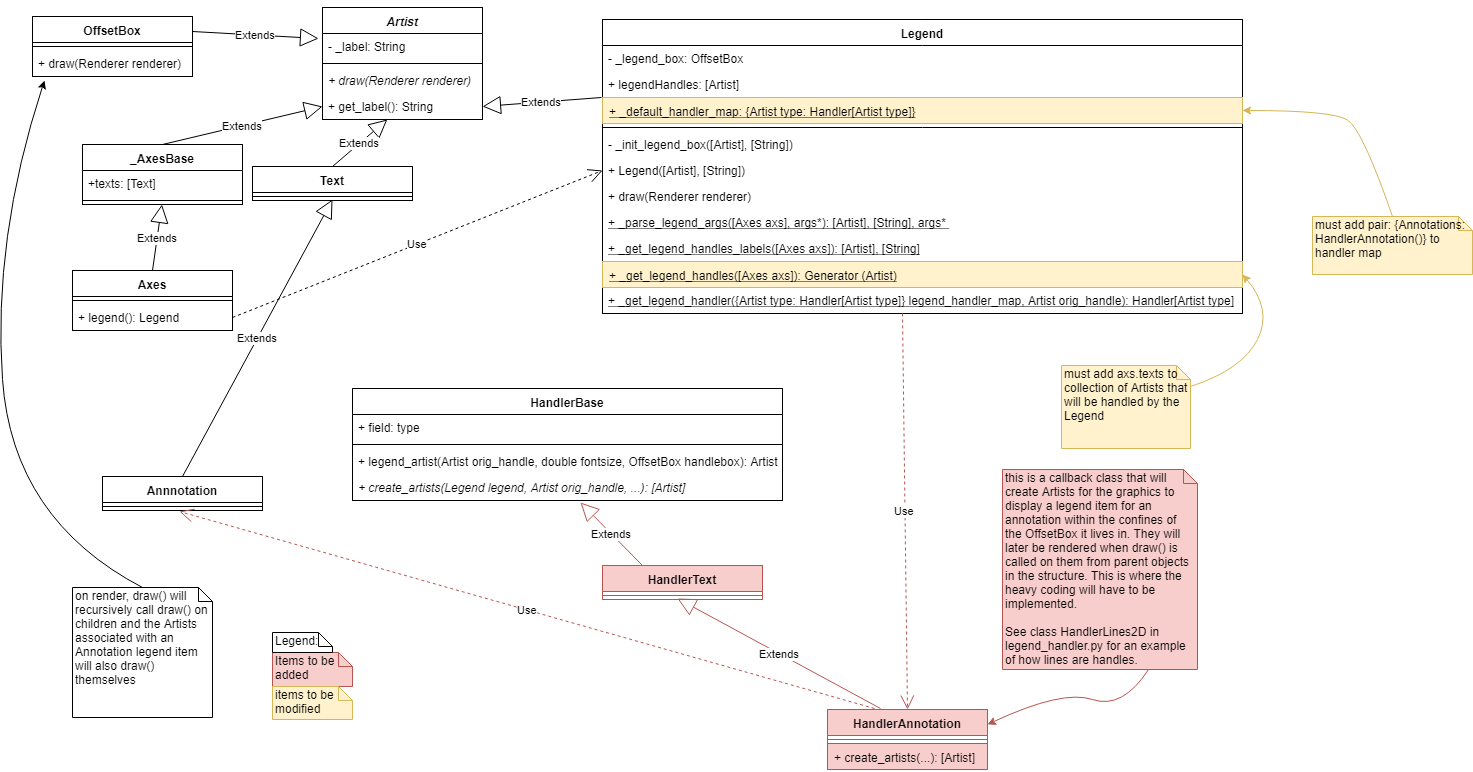 OffsetBox
+ draw(Renderer renderer)
Extends
Artist
- _label: String
+ draw(Renderer renderer)
+ get_label(): String
Extends
Legend
- _legend_box: OffsetBox
+ legendHandles: [Artist]
+ _default_handler_map: {Artist type: Handler[Artist type]}
- _init_legend_box([Artist], [String])
+ Legend([Artist], [String])
+ draw(Renderer renderer)
+ _parse_legend_args([Axes axs], args*): [Artist], [String], args*
+ _get_legend_handles_labels([Axes axs]): [Artist], [String]
+ _get_legend_handles([Axes axs]): Generator (Artist)
+ _get_legend_handler({Artist type: Handler[Artist type]} legend_handler_map, Artist orig_handle): Handler[Artist type]
Extends
Extends
_AxesBase
+texts: [Text]
Text
Extends
Use
Axes
+ legend(): Legend
Extends
must add pair: {Annotations:
HandlerAnnotation()} to
handler map
must add axs.texts to
collection of Artists that
will be handled by the
Legend
HandlerBase
+ field: type
+ legend_artist(Artist orig_handle, double fontsize, OffsetBox handlebox): Artist
+ create_artists(Legend legend, Artist orig_handle, ...): [Artist]
Annnotation
Extends
Use
this is a callback class that will
create Artists for the graphics to
display a legend item for an
annotation within the confines of
the OffsetBox it lives in. They will
later be rendered when draw() is
called on them from parent objects
in the structure. This is where the
heavy coding will have to be
implemented.
See class HandlerLines2D in
legend_handler.py for an example
of how lines are handles.
HandlerText
Use
Extends
on render, draw() will
recursively call draw() on
children and the Artists
associated with an
Annotation legend item
will also draw()
themselves
Legend:
Items to be
added
items to be
modified
HandlerAnnotation
+ create_artists(...): [Artist]